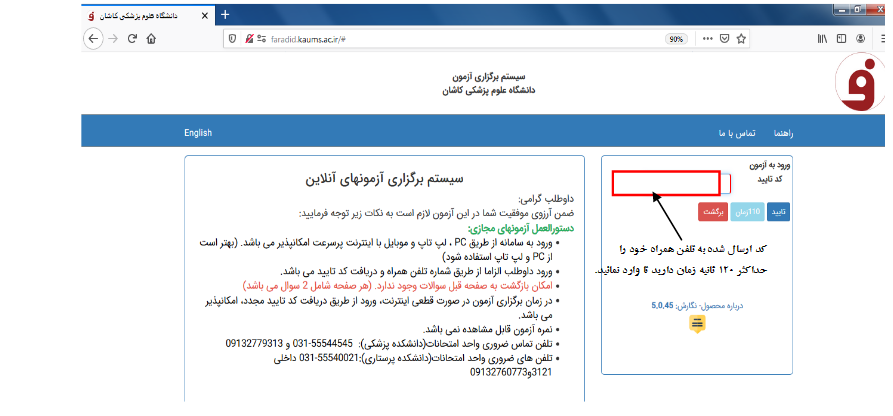 دانشگاه علوم پزشکی کاشان
faradid.kaums.ac.ir/#
90%
سیستم برگزاری آزمون
دانشگاه علوم پزشکی کاشان
راهنما
تماس با ما
English
ورود به آزمون
کد تایید
تایید
110زمان
برگشت
کد ارسال شده به تلفن همراه خود را
حداکثر ۱۲۰ ثانیه زمان دارید تا وارد نمائید.
درباره محصول- نگارش: 5,0,45
سیستم برگزاری آزمونهای آنلاین
داوطلب گرامی:
ضمن آرزوی موفقیت شما در این آزمون لازم است به نکات زیر توجه فرمایید:
دستورالعمل آزمونهای مجازی:
• ورود به سامانه از طریق PC ، لپ تاپ و موبایل با اینترنت پرسرعت امکانپذیر می باشد. (بهتر است
از PC و لپ تاپ استفاده شود)
• ورود داوطلب الزاما از طریق شماره تلفن همراه و دریافت کد تایید می باشد.
• امکان بازگشت به صفحه قبل سوالات وجود ندارد. (هر صفحه شامل 2 سوال می باشد)
• در زمان برگزاری آزمون در صورت قطعی اینترنت، ورود از طریق دریافت کد تایید مجدد، امکانپذیر
می باشد.
• نمره آزمون قابل مشاهده نمی باشد.
• تلفن تماس ضروری واحد امتحانات(دانشکده پزشکی): 55544545-031 و 09132779313
• تلفن های ضروری واحد امتحانات(دانشکده پرستاری):55540021-031 داخلی
3121و09132760773